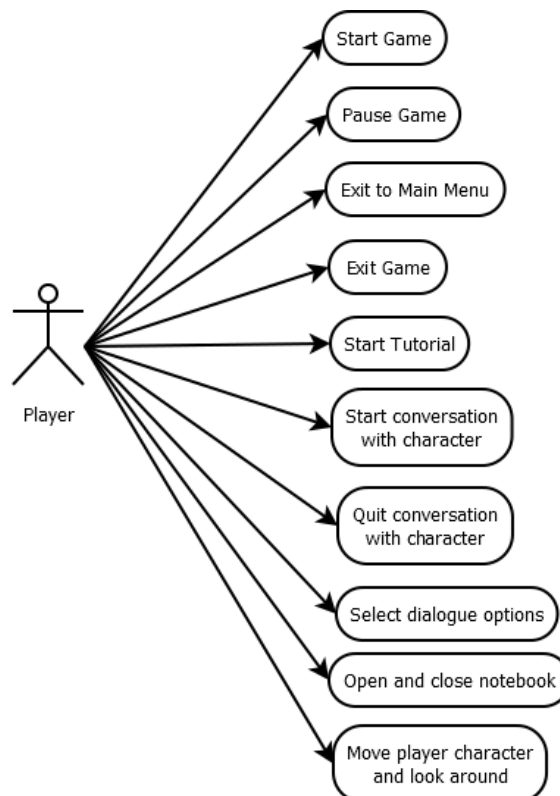 Start Game
Pause Game
Exit to Main Menu
Exit Game
Start Tutorial
Player
Start conversation
with character
Quit conversation
with character
Select dialogue options
Open and close notebook
Move player character
and look around